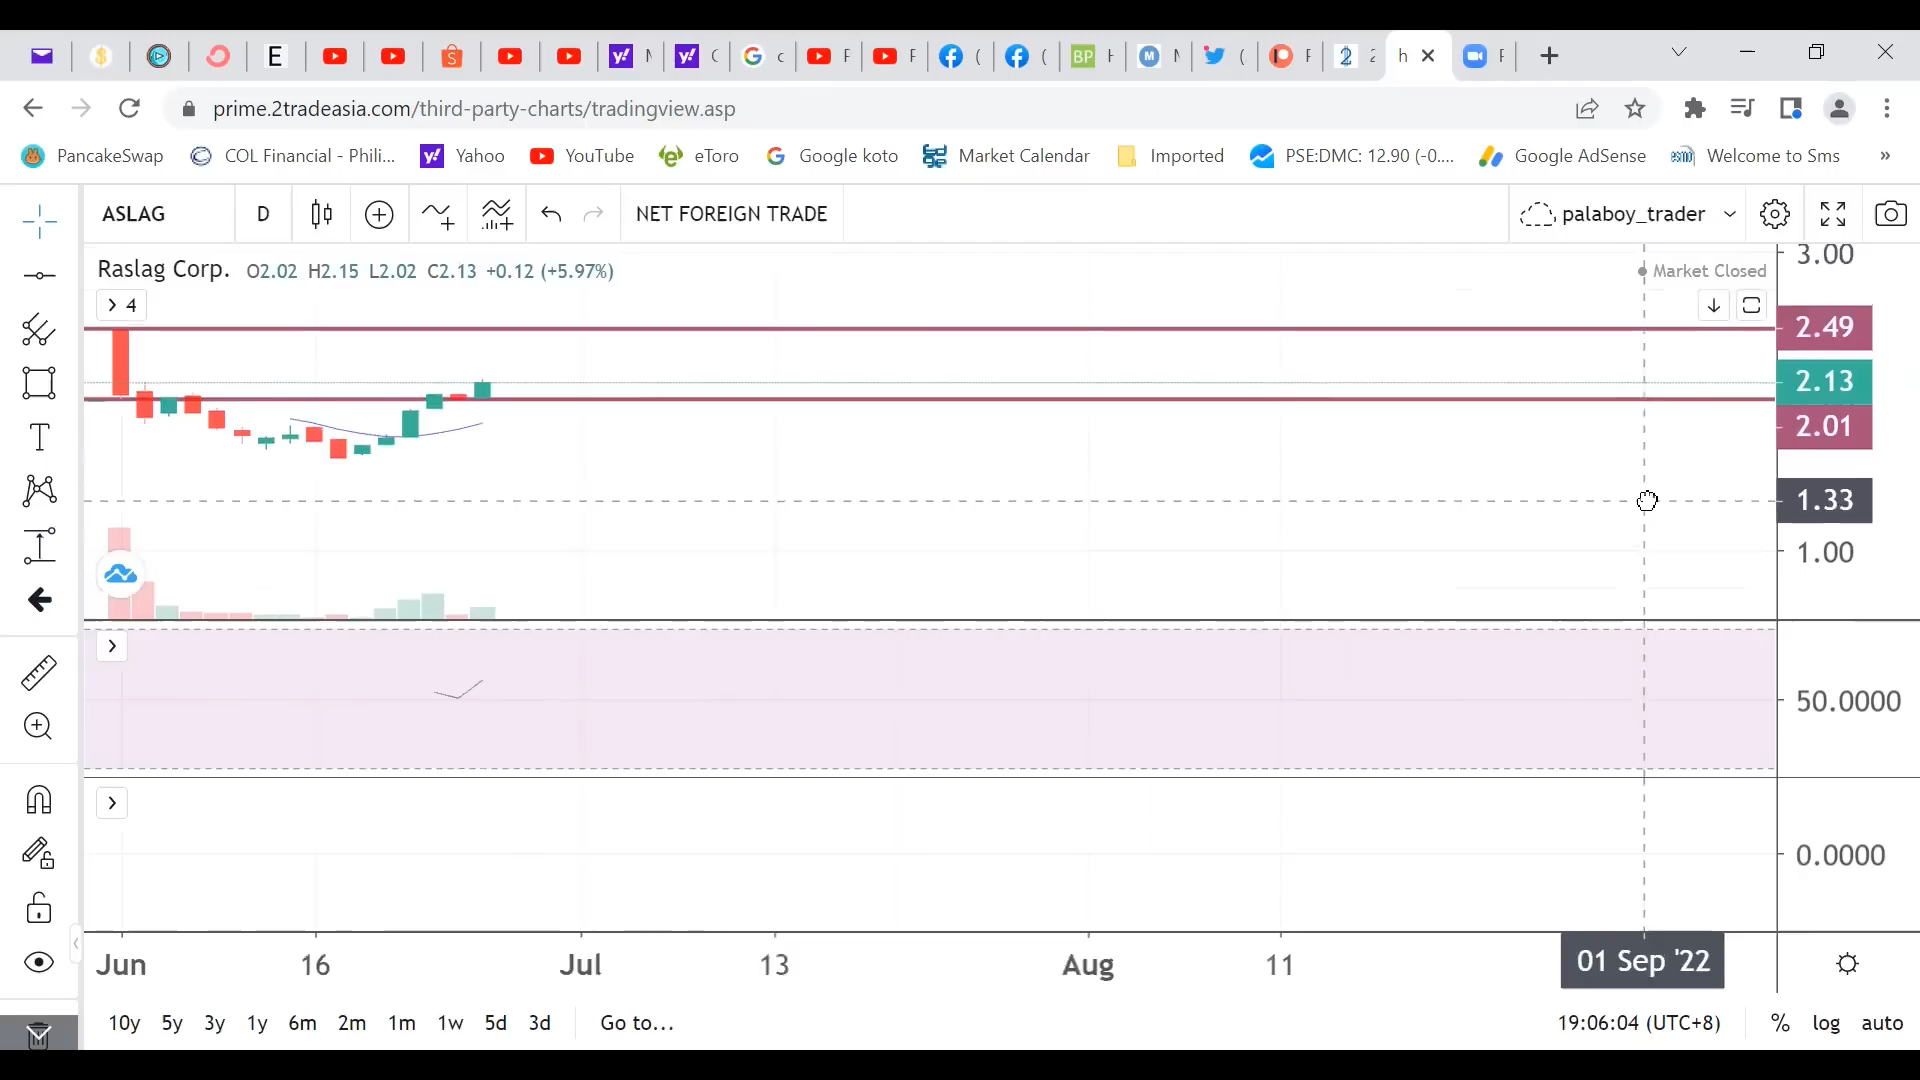 E
prime.2tradeasia.com/third-party-charts/tradingview.asp
PancakeSwap COL Financial - Phili... Yahoo YouTube eToro Google koto Market Calendar Imported PSE:DMC: 12.90 (-0.... Google AdSense Welcome to Sms »
ASLAG D NET FOREIGN TRADE palaboy_trader
Raslag Corp. O2.02 H2.15 L2.02 C2.13 +0.12 (+5.97%) Market Closed
4
3.00
2.49
2.13
2.01
1.33
1.00
50.0000
0.0000
Jun 16 Jul 13 Aug 11 01 Sep '22
10y 5y 3y 1y 6m 2m 1m 1w 5d 3d Go to... 19:06:04 (UTC+8) % log auto